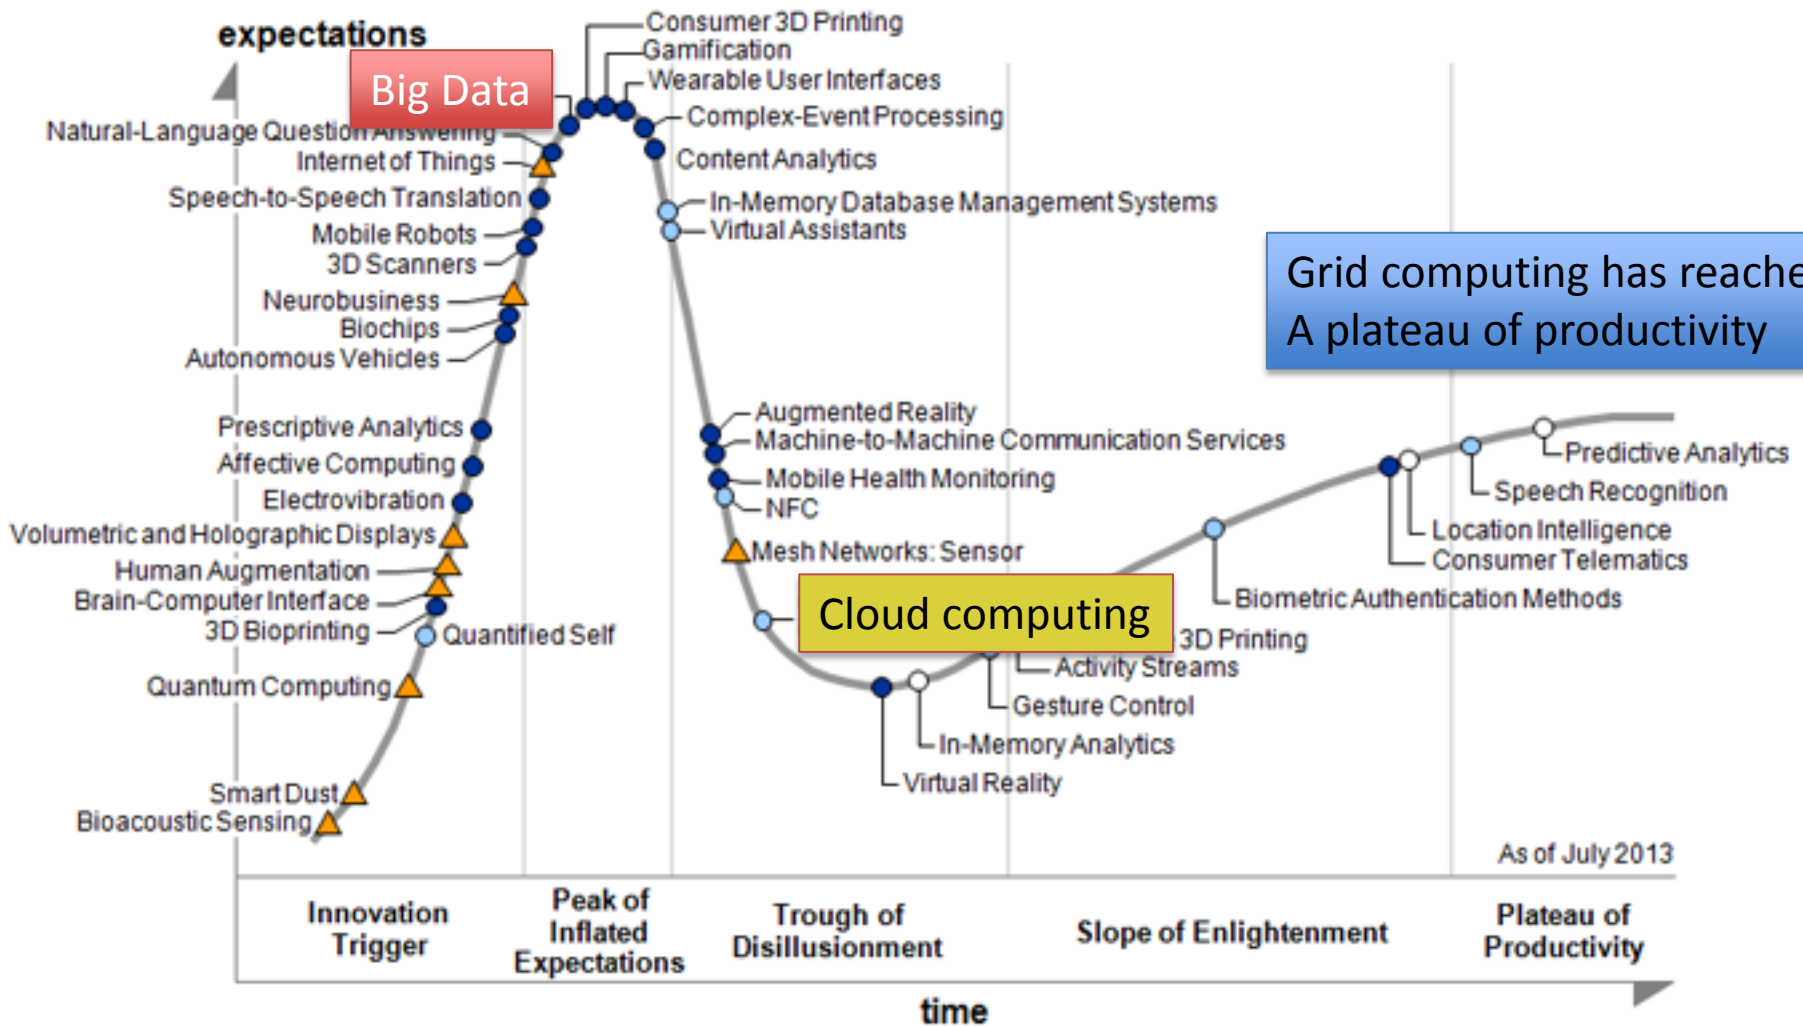 expectations
Consumer 3D Printing
Gamification
Wearable User Interfaces
Big Data
Complex-Event Processing
Natural-Language Question Answering
Content Analytics
Internet of Things
Speech-to-Speech Translation
In-Memory Database Management Systems
Mobile Robots
Virtual Assistants
3D Scanners
Grid computing has reache
A plateau of productivity
Neurobusiness
Biochips
Autonomous Vehicles
Prescriptive Analytics
Augmented Reality
Machine-to-Machine Communication Services
Affective Computing
Mobile Health Monitoring
Predictive Analytics
Electrovibration
NFC
Speech Recognition
Volumetric and Holographic Displays
Location Intelligence
Mesh Networks: Sensor
Consumer Telematics
Human Augmentation
Brain-Computer Interface
Cloud computing
Biometric Authentication Methods
3D Bioprinting
Quantified Self
3D Printing
Activity Streams
Quantum Computing
Gesture Control
In-Memory Analytics
Virtual Reality
Smart Dust
Bioacoustic Sensing
As of July 2013
Innovation
Trigger
Peak of
Inflated
Expectations
Trough of
Disillusionment
Slope of Enlightenment
Plateau of
Productivity
time